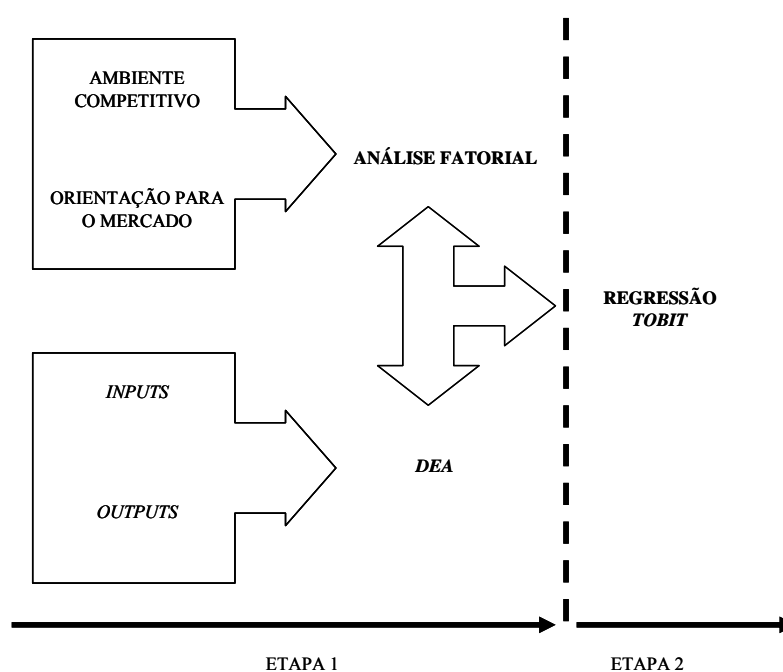 AMBIENTE
COMPETITIVO
ORIENTAÇÃO PARA
O MERCADO
ANÁLISE FATORIAL
REGRESSÃO
TOBIT
INPUTS
OUTPUTS
DEA
ETAPA 1
ETAPA 2